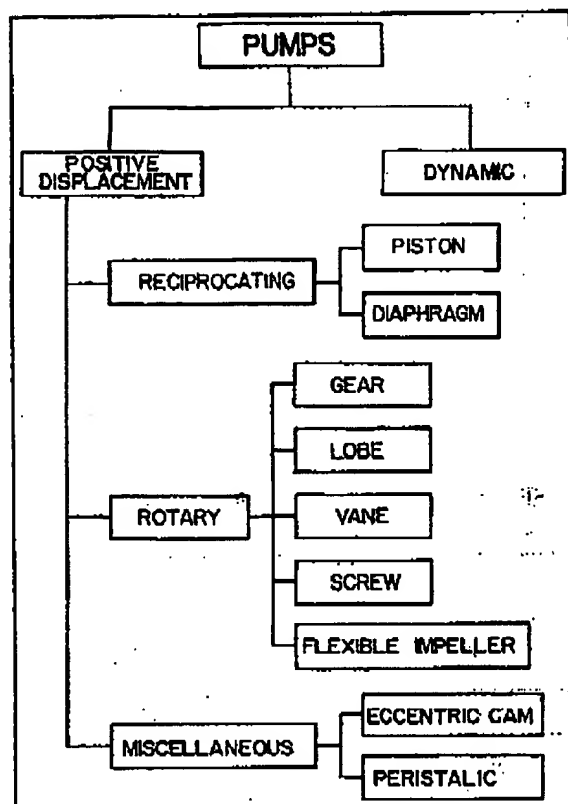 PUMPS
POSITIVE
DISPLACEMENT
DYNAMIC
RECIPROCATING
PISTON
DIAPHRAGM
ROTARY
GEAR
LOBE
VANE
SCREW
FLEXIBLE IMPELLER
MISCELLANEOUS
ECCENTRIC CAM
PERISTALIC